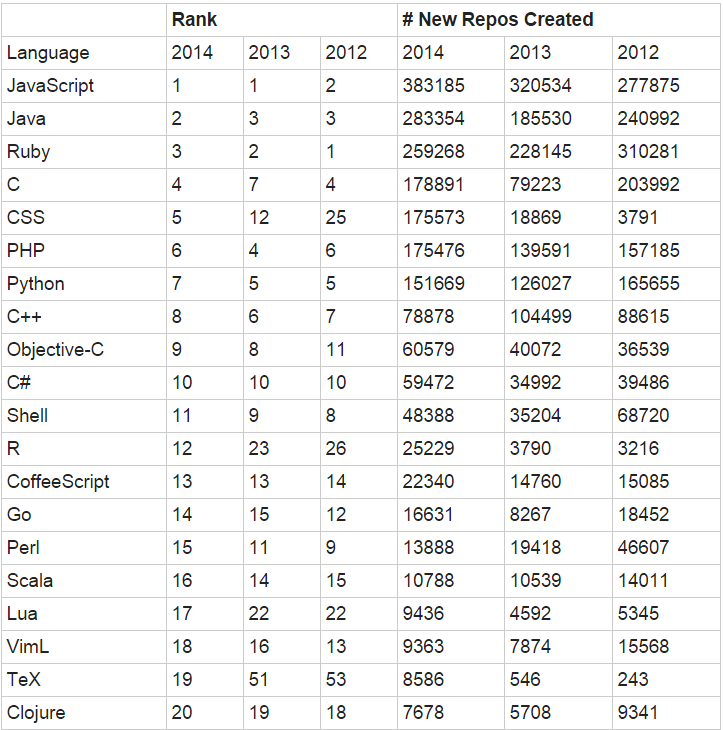 Rank # New Repos Created
Language 2014 2013 2012 2014 2013 2012
JavaScript 1 1 2 383185 320534 277875
Java 2 3 3 283354 185530 240992
Ruby 3 2 1 259268 228145 310281
C 4 7 4 178891 79223 203992
CSS 5 12 25 175573 18869 3791
PHP 6 4 6 175476 139591 157185
Python 7 5 5 151669 126027 165655
C++ 8 6 7 78878 104499 88615
Objective-C 9 8 11 60579 40072 36539
C# 10 10 10 59472 34992 39486
Shell 11 9 8 48388 35204 68720
R 12 23 26 25229 3790 3216
CoffeeScript 13 13 14 22340 14760 15085
Go 14 15 12 16631 8267 18452
Perl 15 11 9 13888 19418 46607
Scala 16 14 15 10788 10539 14011
Lua 17 22 22 9436 4592 5345
VimL 18 16 13 9363 7874 15568
TeX 19 51 53 8586 546 243
Clojure 20 19 18 7678 5708 9341